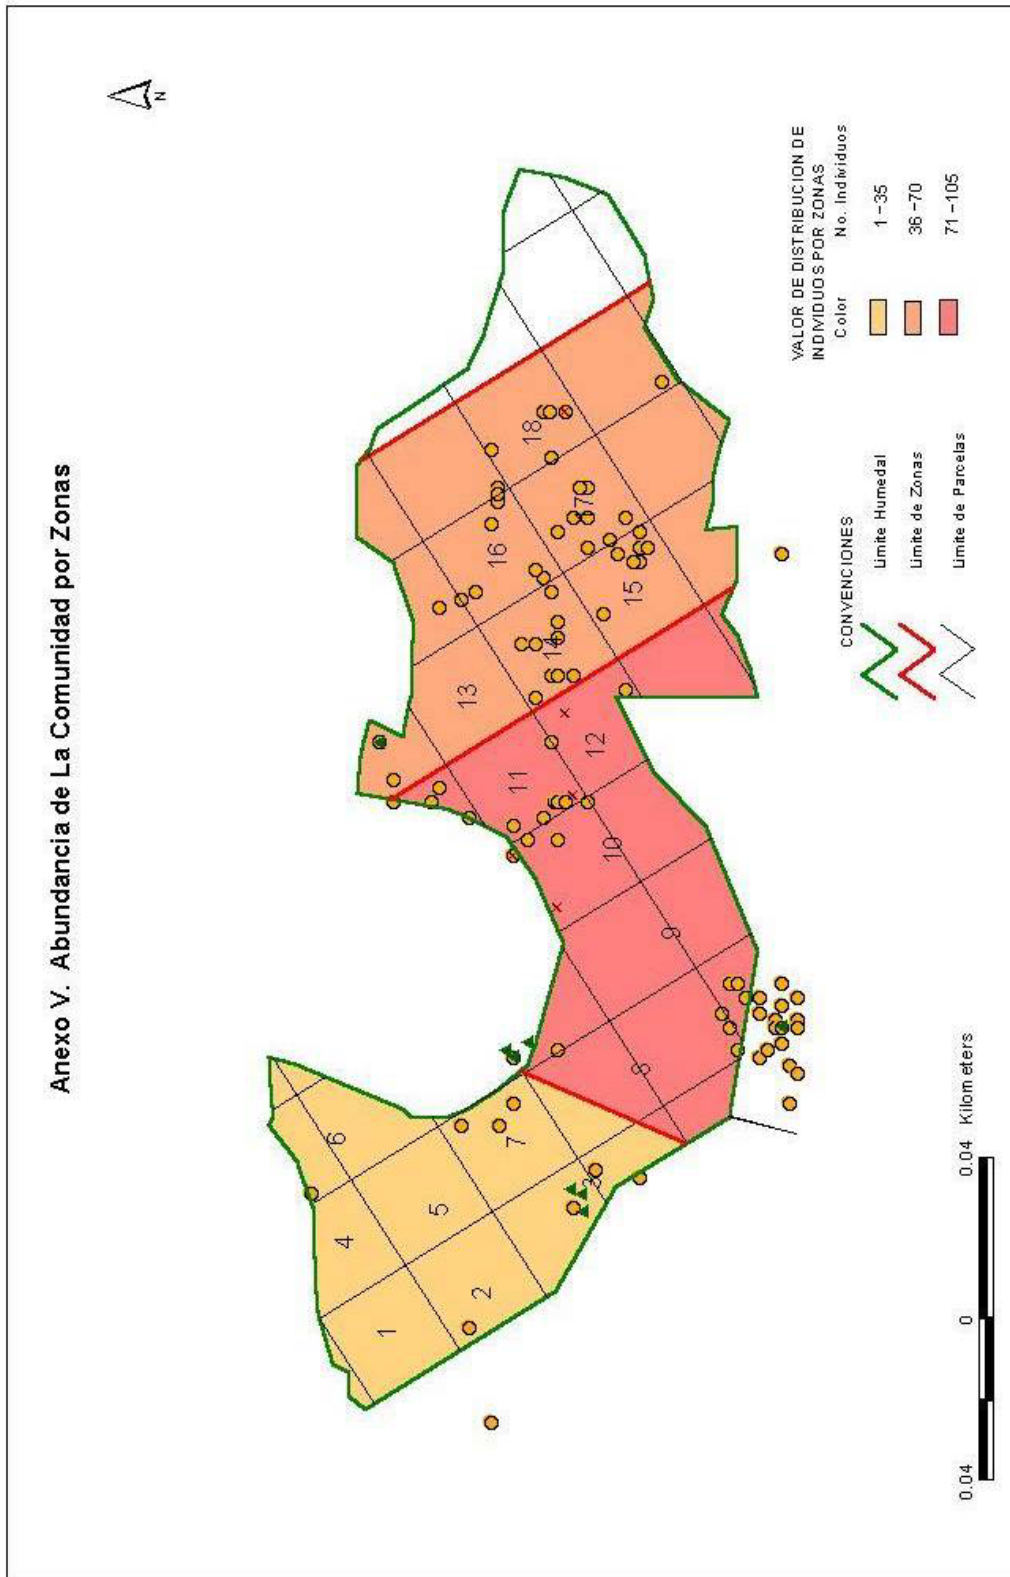 Anexo V. Abundancia de La Comunidad por Zonas
N
1
2
3
4
5
6
7
8
9
10
11
12
13
14
15
16
18
VALOR DE DISTRIBUCION DE
INDIVIDUOS POR ZONAS
Color No. Individuos
1 -35
36 -70
71 -105
CONVENCIONES
Limite Humedal
Limite de Zonas
Limite de Parcelas
0.04 0 0.04 Kilometers